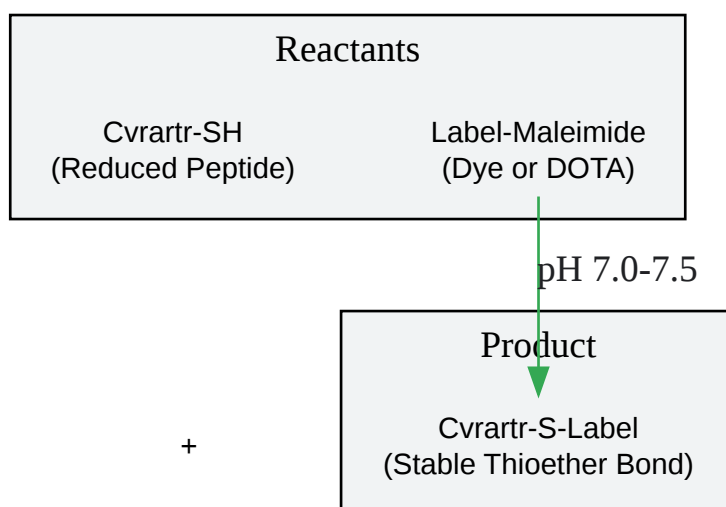 Reactants
Cvrartr-SH
(Reduced Peptide)
Label-Maleimide
(Dye or DOTA)
pH 7.0-7.5
Product
+
Cvrartr-S-Label
(Stable Thioether Bond)